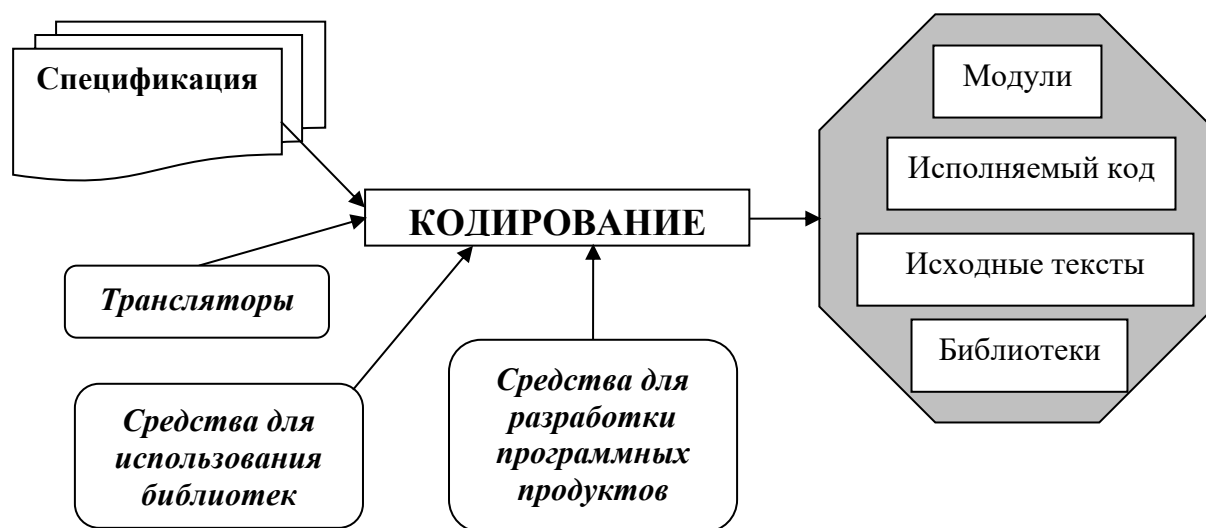 Спецификация
КОДИРОВАНИЕ
Трансляторы
Средства для
использования
библиотек
Средства для
разработки
программных
продуктов
Модули
Исполняемый код
Исходные тексты
Библиотеки